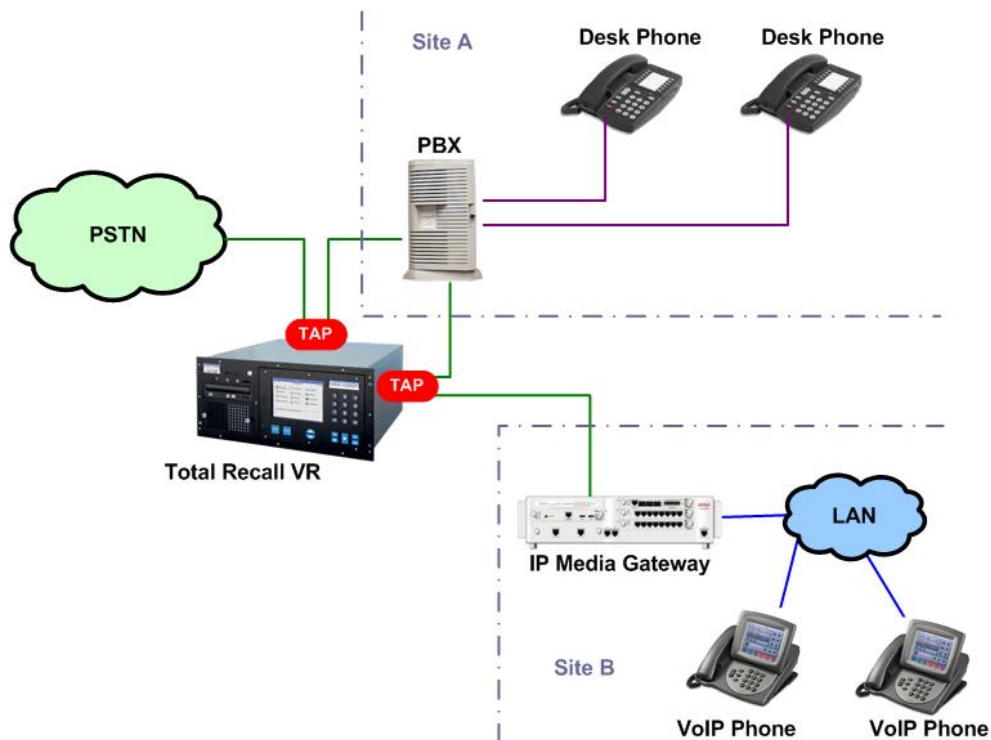 Site A
Desk Phone
Desk Phone
PBX
PSTN
TAP
TAP
Total Recall VR
IP Media Gateway
LAN
Site B
VoIP Phone
VoIP Phone